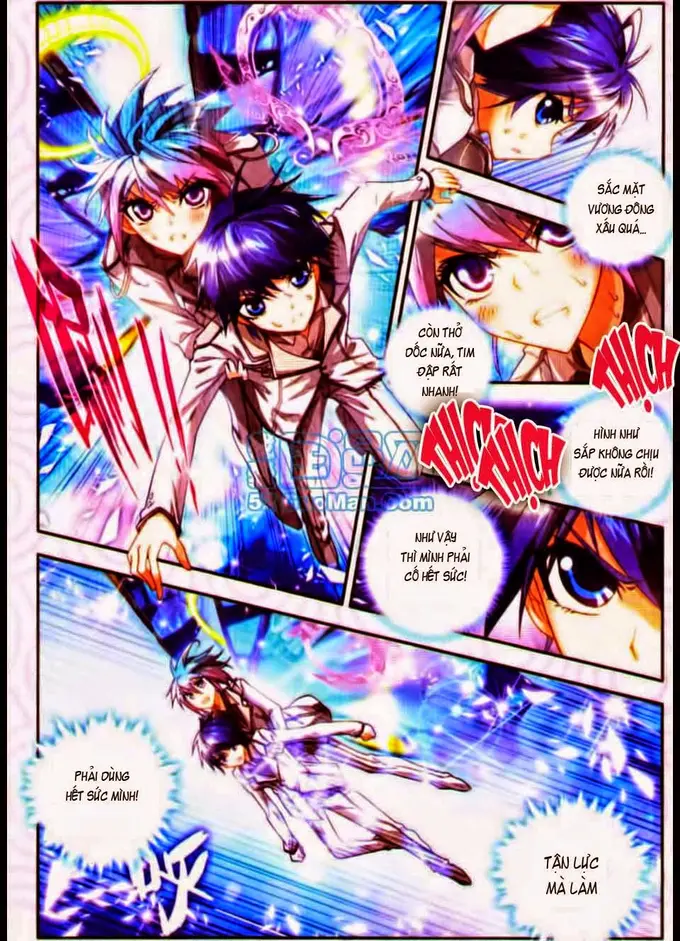 SẮC MẶT
VƯƠNG ĐÔNG
XẤU QUÁ...
CÒN THỞ
DỐC NỮA, TIM
ĐẬP RẤT
NHANH!
THỊCH
THỊCH
THỊCH
HÌNH NHƯ
SẮP KHÔNG CHỊU
ĐƯỢC NỮA RỒI!
NHƯ VẬY
THÌ MÌNH PHẢI
CỐ HẾT SỨC!
PHẢI DÙNG
HẾT SỨC MÌNH!
TẬN LỰC
MÀ LÀM